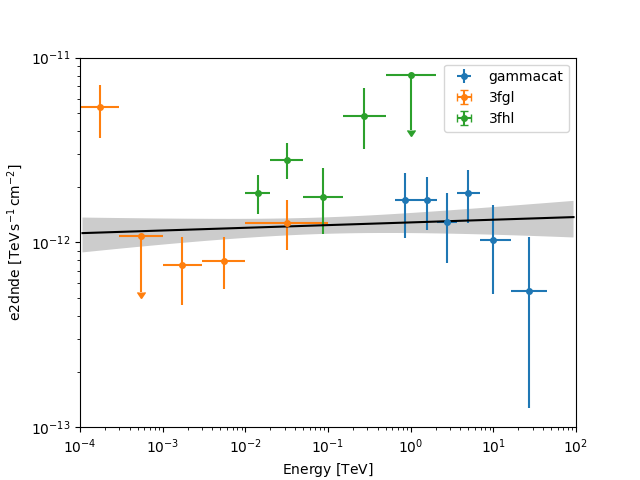 gammacat
3fgl
3fhl
10⁻¹¹
10⁻¹²
10⁻¹³
e2dnde [TeV s⁻¹ cm⁻²]
10⁻⁴ 10⁻³ 10⁻² 10⁻¹ 10⁰ 10¹ 10²
Energy [TeV]